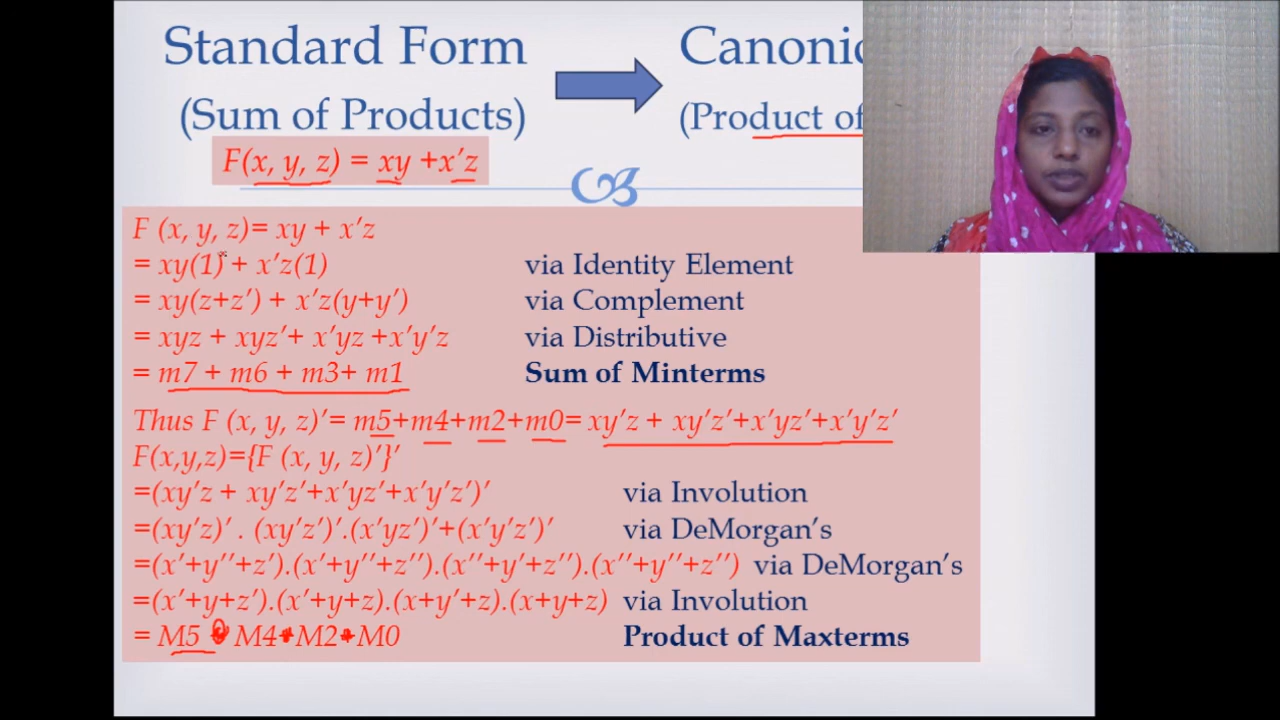 Standard Form
(Sum of Products)
F(x, y, z) = xy +x’z
(Product of
F (x, y, z)= xy + x’z
= xy(1) + x’z(1) via Identity Element
= xy(z+z’) + x’z(y+y’) via Complement
= xyz + xyz’+ x’yz +x’y’z via Distributive
= m7 + m6 + m3+ m1 Sum of Minterms
Thus F (x, y, z)’= m5+m4+m2+m0= xy’z + xy’z’+x’yz’+x’y’z’
F(x,y,z)={F (x, y, z)’}’
=(xy’z + xy’z’+x’yz’+x’y’z’)’ via Involution
=(xy’z)’ . (xy’z’)’.(x’yz’)’+(x’y’z’)’ via DeMorgan’s
=(x’+y’’+z’).(x’+y’’+z’’).(x’’+y’+z’’).(x’’+y’’+z’’) via DeMorgan’s
=(x’+y+z’).(x’+y+z).(x+y’+z).(x+y+z) via Involution
= M5 . M4 . M2 . M0 Product of Maxterms